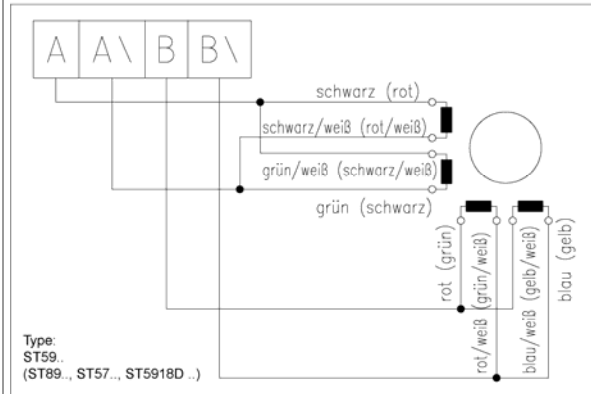 A A\ B B\
schwarz (rot)
schwarz/weiß (rot/weiß)
grün/weiß (schwarz/weiß)
grün (schwarz)
rot (grün)
rot/weiß (grün/weiß)
blau/weiß (gelb/weiß)
blau (gelb)
Type:
ST59..
(ST89.., ST57.., ST5918D ..)